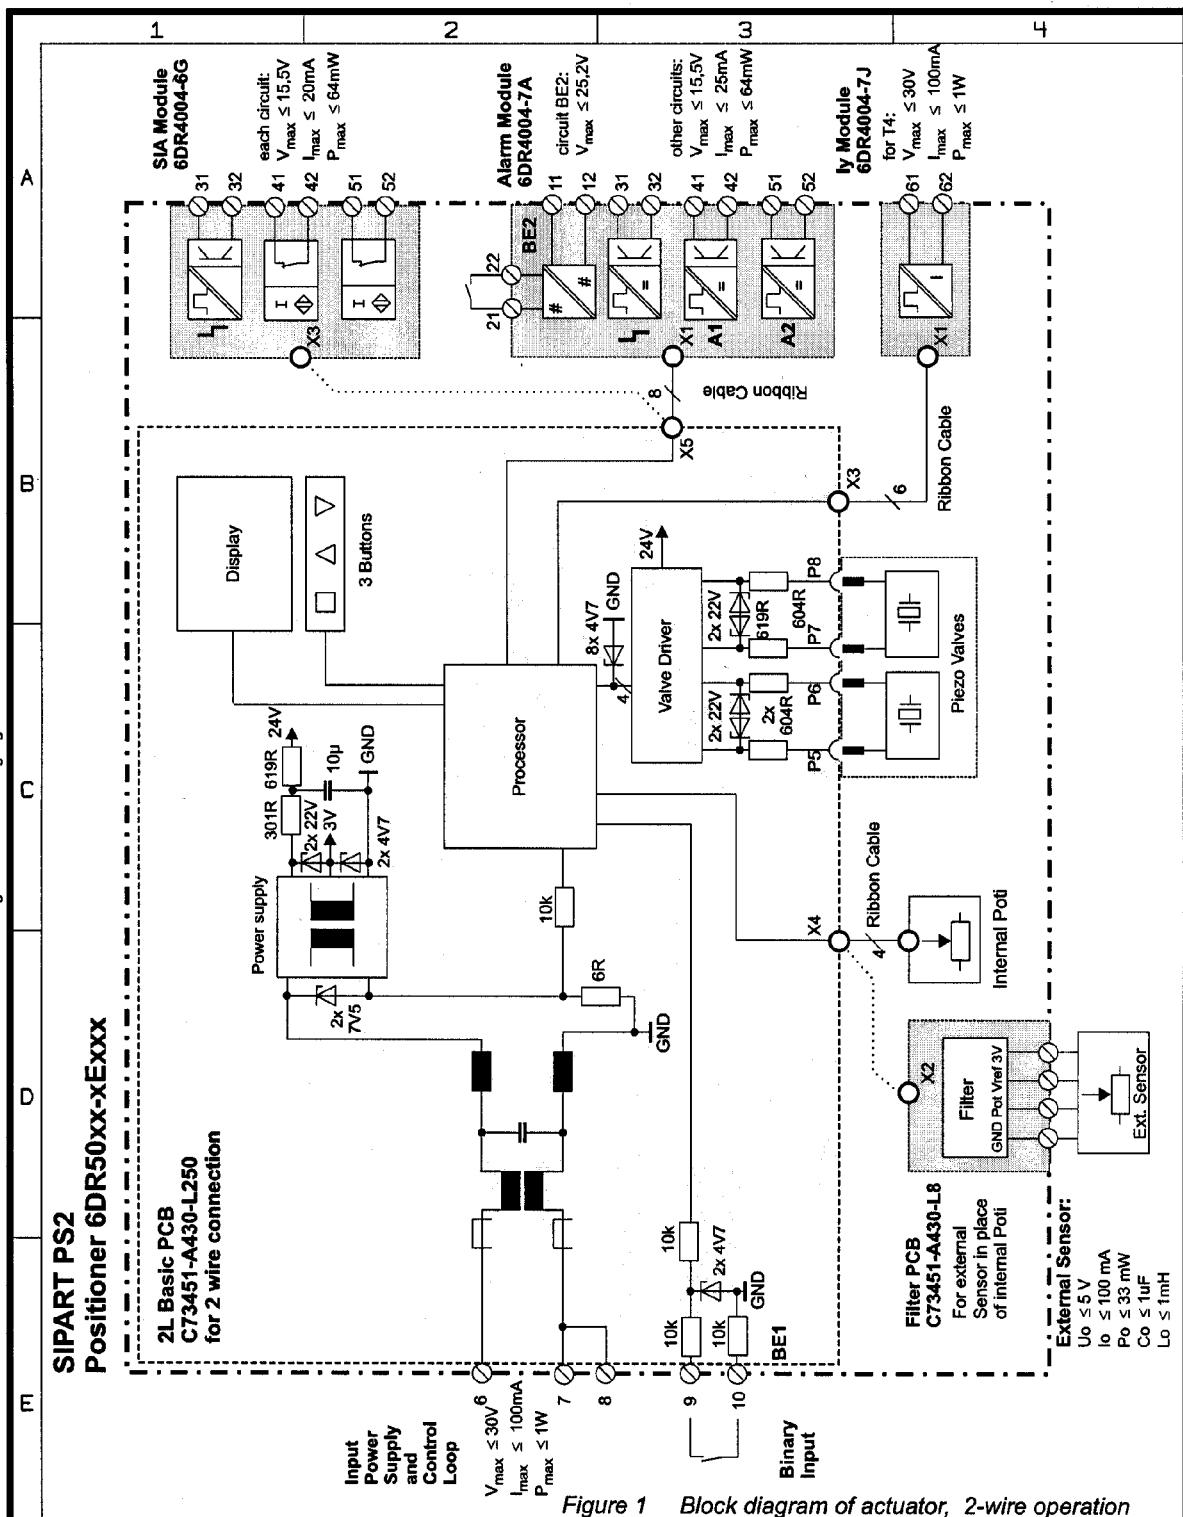 1 2 3 4
A
B
C
D
E
SIPART PS2
Positioner 6DR50xx-xExxx
2L Basic PCB
C73451-A430-L250
for 2 wire connection
SIA Module
6DR4004-6G
each circuit:
Vmax ≤ 15,5V
Imax ≤ 20mA
Pmax ≤ 64mW
31
32
41
42
51
52
X3
Alarm Module
6DR4004-7A
circuit BE2:
Vmax ≤ 25,2V
other circuits:
Vmax ≤ 15,5V
Imax ≤ 25mA
Pmax ≤ 64mW
11
12
31
32
41
42
51
52
21
22
BE2
#
#
=
=
=
A1
A2
X1
8
Ribbon Cable
X5
Iy Module
6DR4004-7J
for T4:
Vmax ≤ 30V
Imax ≤ 100mA
Pmax ≤ 1W
61
62
I
X1
Ribbon Cable
6
X3
I
I
Display
3 Buttons
Processor
Valve Driver
24V
8x 4V7
GND
4
2x 22V
619R
604R
P8
P7
2x 22V
2x
604R
P6
P5
Piezo Valves
Power supply
24V
619R
301R
10µ
GND
2x 22V
3V
2x 4V7
2x
7V5
10k
6R
GND
X4
4
Ribbon Cable
Internal Poti
X2
Filter
GND Pot Vref 3V
Ext. Sensor
Filter PCB
C73451-A430-L8
For external
Sensor in place
of internal Poti
External Sensor:
Uo ≤ 5 V
Io ≤ 100 mA
Po ≤ 33 mW
Co ≤ 1uF
Lo ≤ 1mH
10k
2x 4V7
GND
10k
10k
BE1
6
7
8
9
10
Input
Power
Supply
and
Control
Loop
Vmax ≤ 30V
Imax ≤ 100mA
Pmax ≤ 1W
Binary
Input
Figure 1 Block diagram of actuator, 2-wire operation